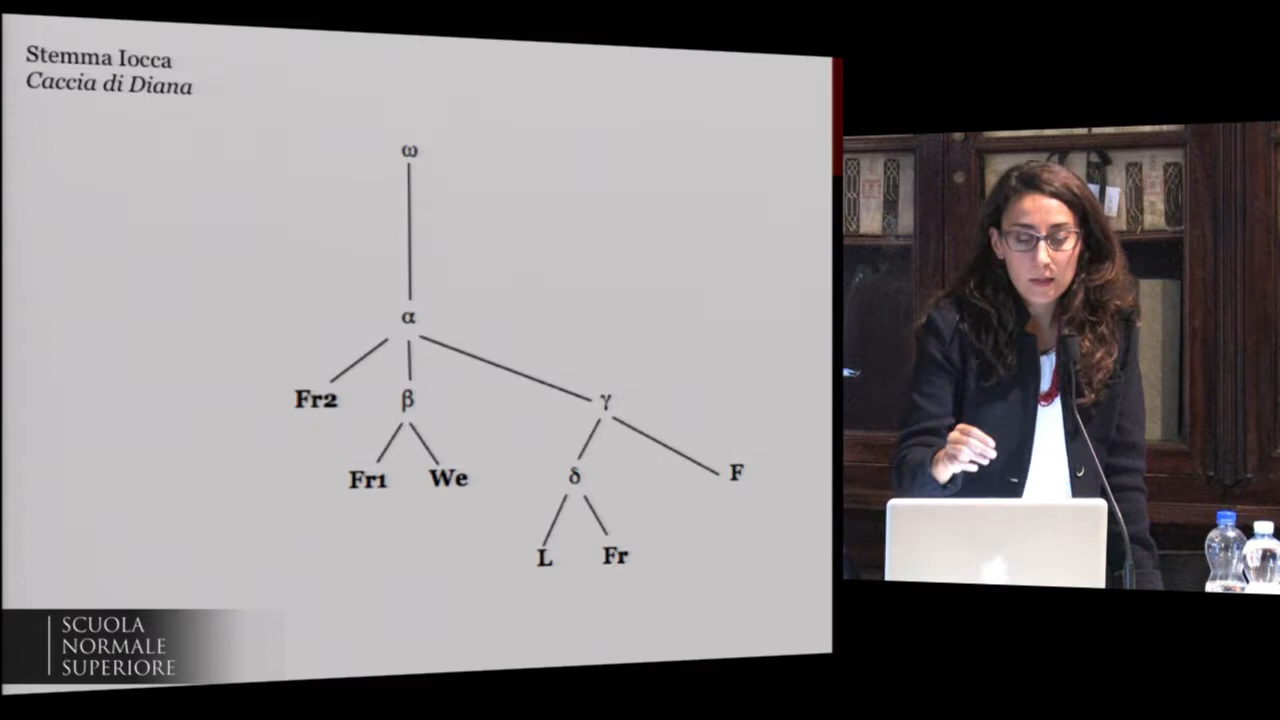 Stemma Iocca
Caccia di Diana
ω
α
Fr2
β
γ
Fr1
We
δ
F
L
Fr
SCUOLA
NORMALE
SUPERIORE